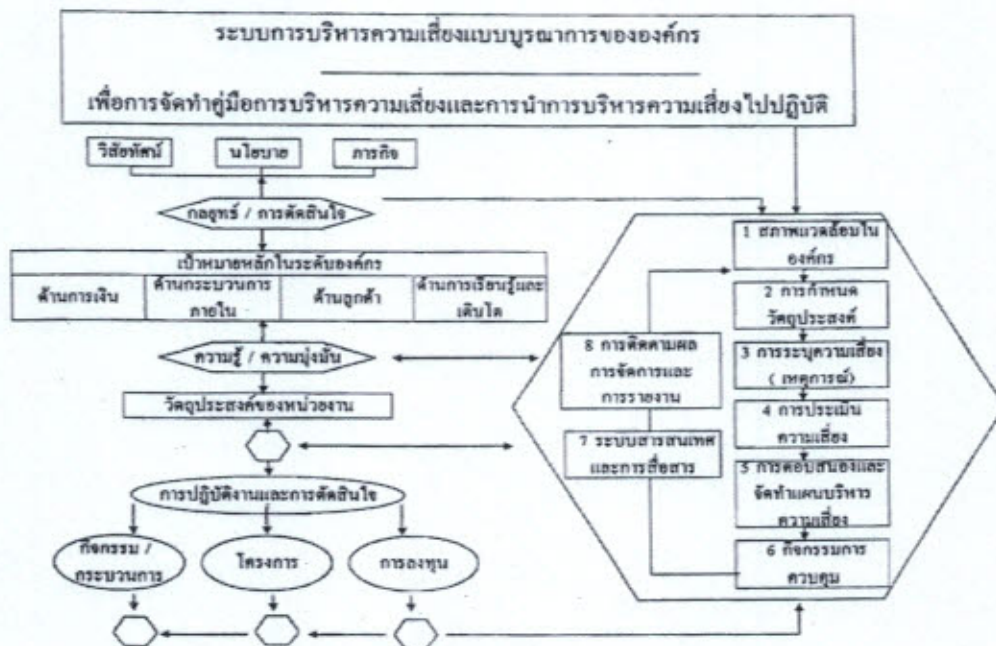 ระบบการบริหารความเสี่ยงแบบบูรณาการขององค์กร
เพื่อการจัดทำคู่มือการบริหารความเสี่ยงและการนำการบริหารความเสี่ยงไปปฏิบัติ
วิสัยทัศน์
นโยบาย
ภารกิจ
กลยุทธ์ / การตัดสินใจ
เป้าหมายหลักในระดับองค์กร
ด้านการเงิน
ด้านกระบวนการ
ภายใน
ด้านลูกค้า
ด้านการเรียนรู้และ
เติบโต
ความรู้ / ความมุ่งมั่น
วัตถุประสงค์ของหน่วยงาน
การปฏิบัติงานและการตัดสินใจ
กิจกรรม /
กระบวนการ
โครงการ
การลงทุน
1 สภาพแวดล้อมใน
องค์กร
2 การกำหนด
วัตถุประสงค์
3 การระบุความเสี่ยง
( เหตุการณ์)
4 การประเมิน
ความเสี่ยง
5 การตอบสนองและ
จัดทำแผนบริหาร
ความเสี่ยง
6 กิจกรรมการ
ควบคุม
7 ระบบสารสนเทศ
และการสื่อสาร
8 การติดตามผล
การจัดการและ
การรายงาน